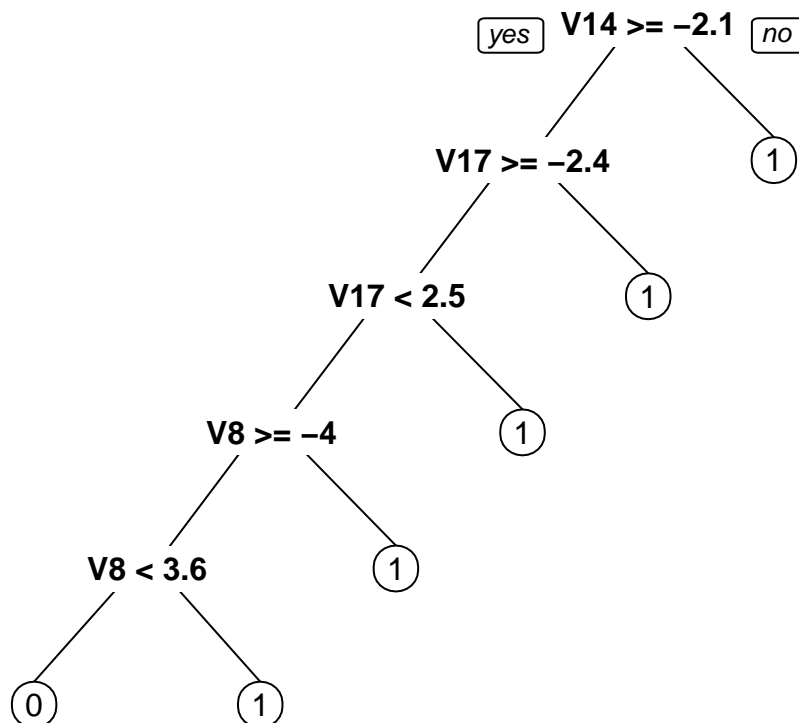 yes V14 >= −2.1 no
V17 >= −2.4
1
V17 < 2.5
1
V8 >= −4
1
V8 < 3.6
1
0
1